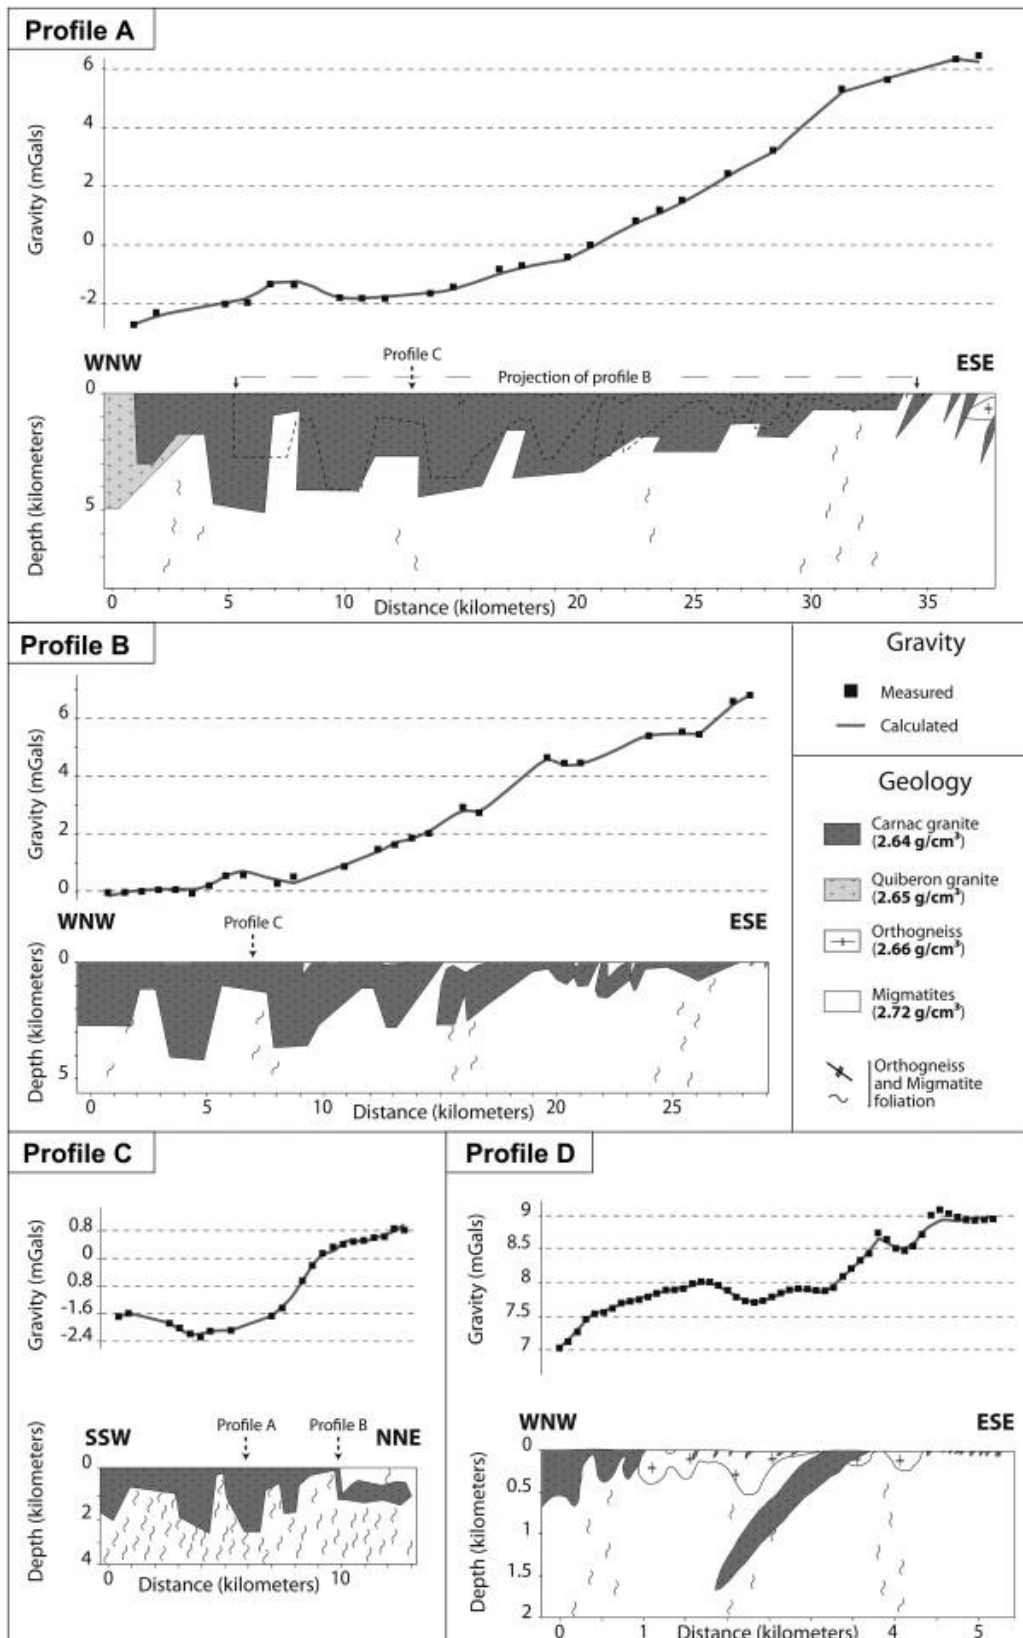 Profile A
Gravity (mGals)
6
4
2
0
-2
WNW
Profile C
Projection of profile B
ESE
Depth (kilometers)
0
5
0 5 10 Distance (kilometers) 20 25 30 35
Profile B
Gravity (mGals)
6
4
2
0
WNW
Profile C
ESE
Depth (kilometers)
0
5
0 5 10 Distance (kilometers) 20 25
Gravity
Measured
Calculated
Geology
Carnac granite
(2.64 g/cm³)
Quiberon granite
(2.65 g/cm³)
Orthogneiss
(2.66 g/cm³)
Migmatites
(2.72 g/cm³)
Orthogneiss
and Migmatite
foliation
Profile C
Gravity (mGals)
0.8
0
0.8
-1.6
-2.4
SSW
Profile A
Profile B
NNE
Depth (kilometers)
0
2
4
0 Distance (kilometers) 10
Profile D
Gravity (mGals)
9
8.5
8
7.5
7
WNW
ESE
Depth (kilometers)
0
0.5
1
1.5
2
0 1 Distance (kilometers) 4 5